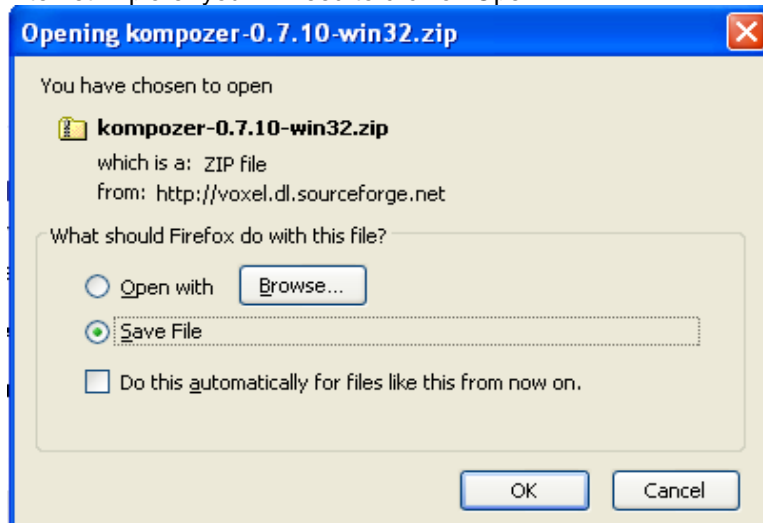 Opening kompozer-0.7.10-win32.zip
You have chosen to open
kompozer-0.7.10-win32.zip
which is a: ZIP file
from: http://voxel.dl.sourceforge.net
What should Firefox do with this file?
Open with Browse...
Save File
Do this automatically for files like this from now on.
OK Cancel